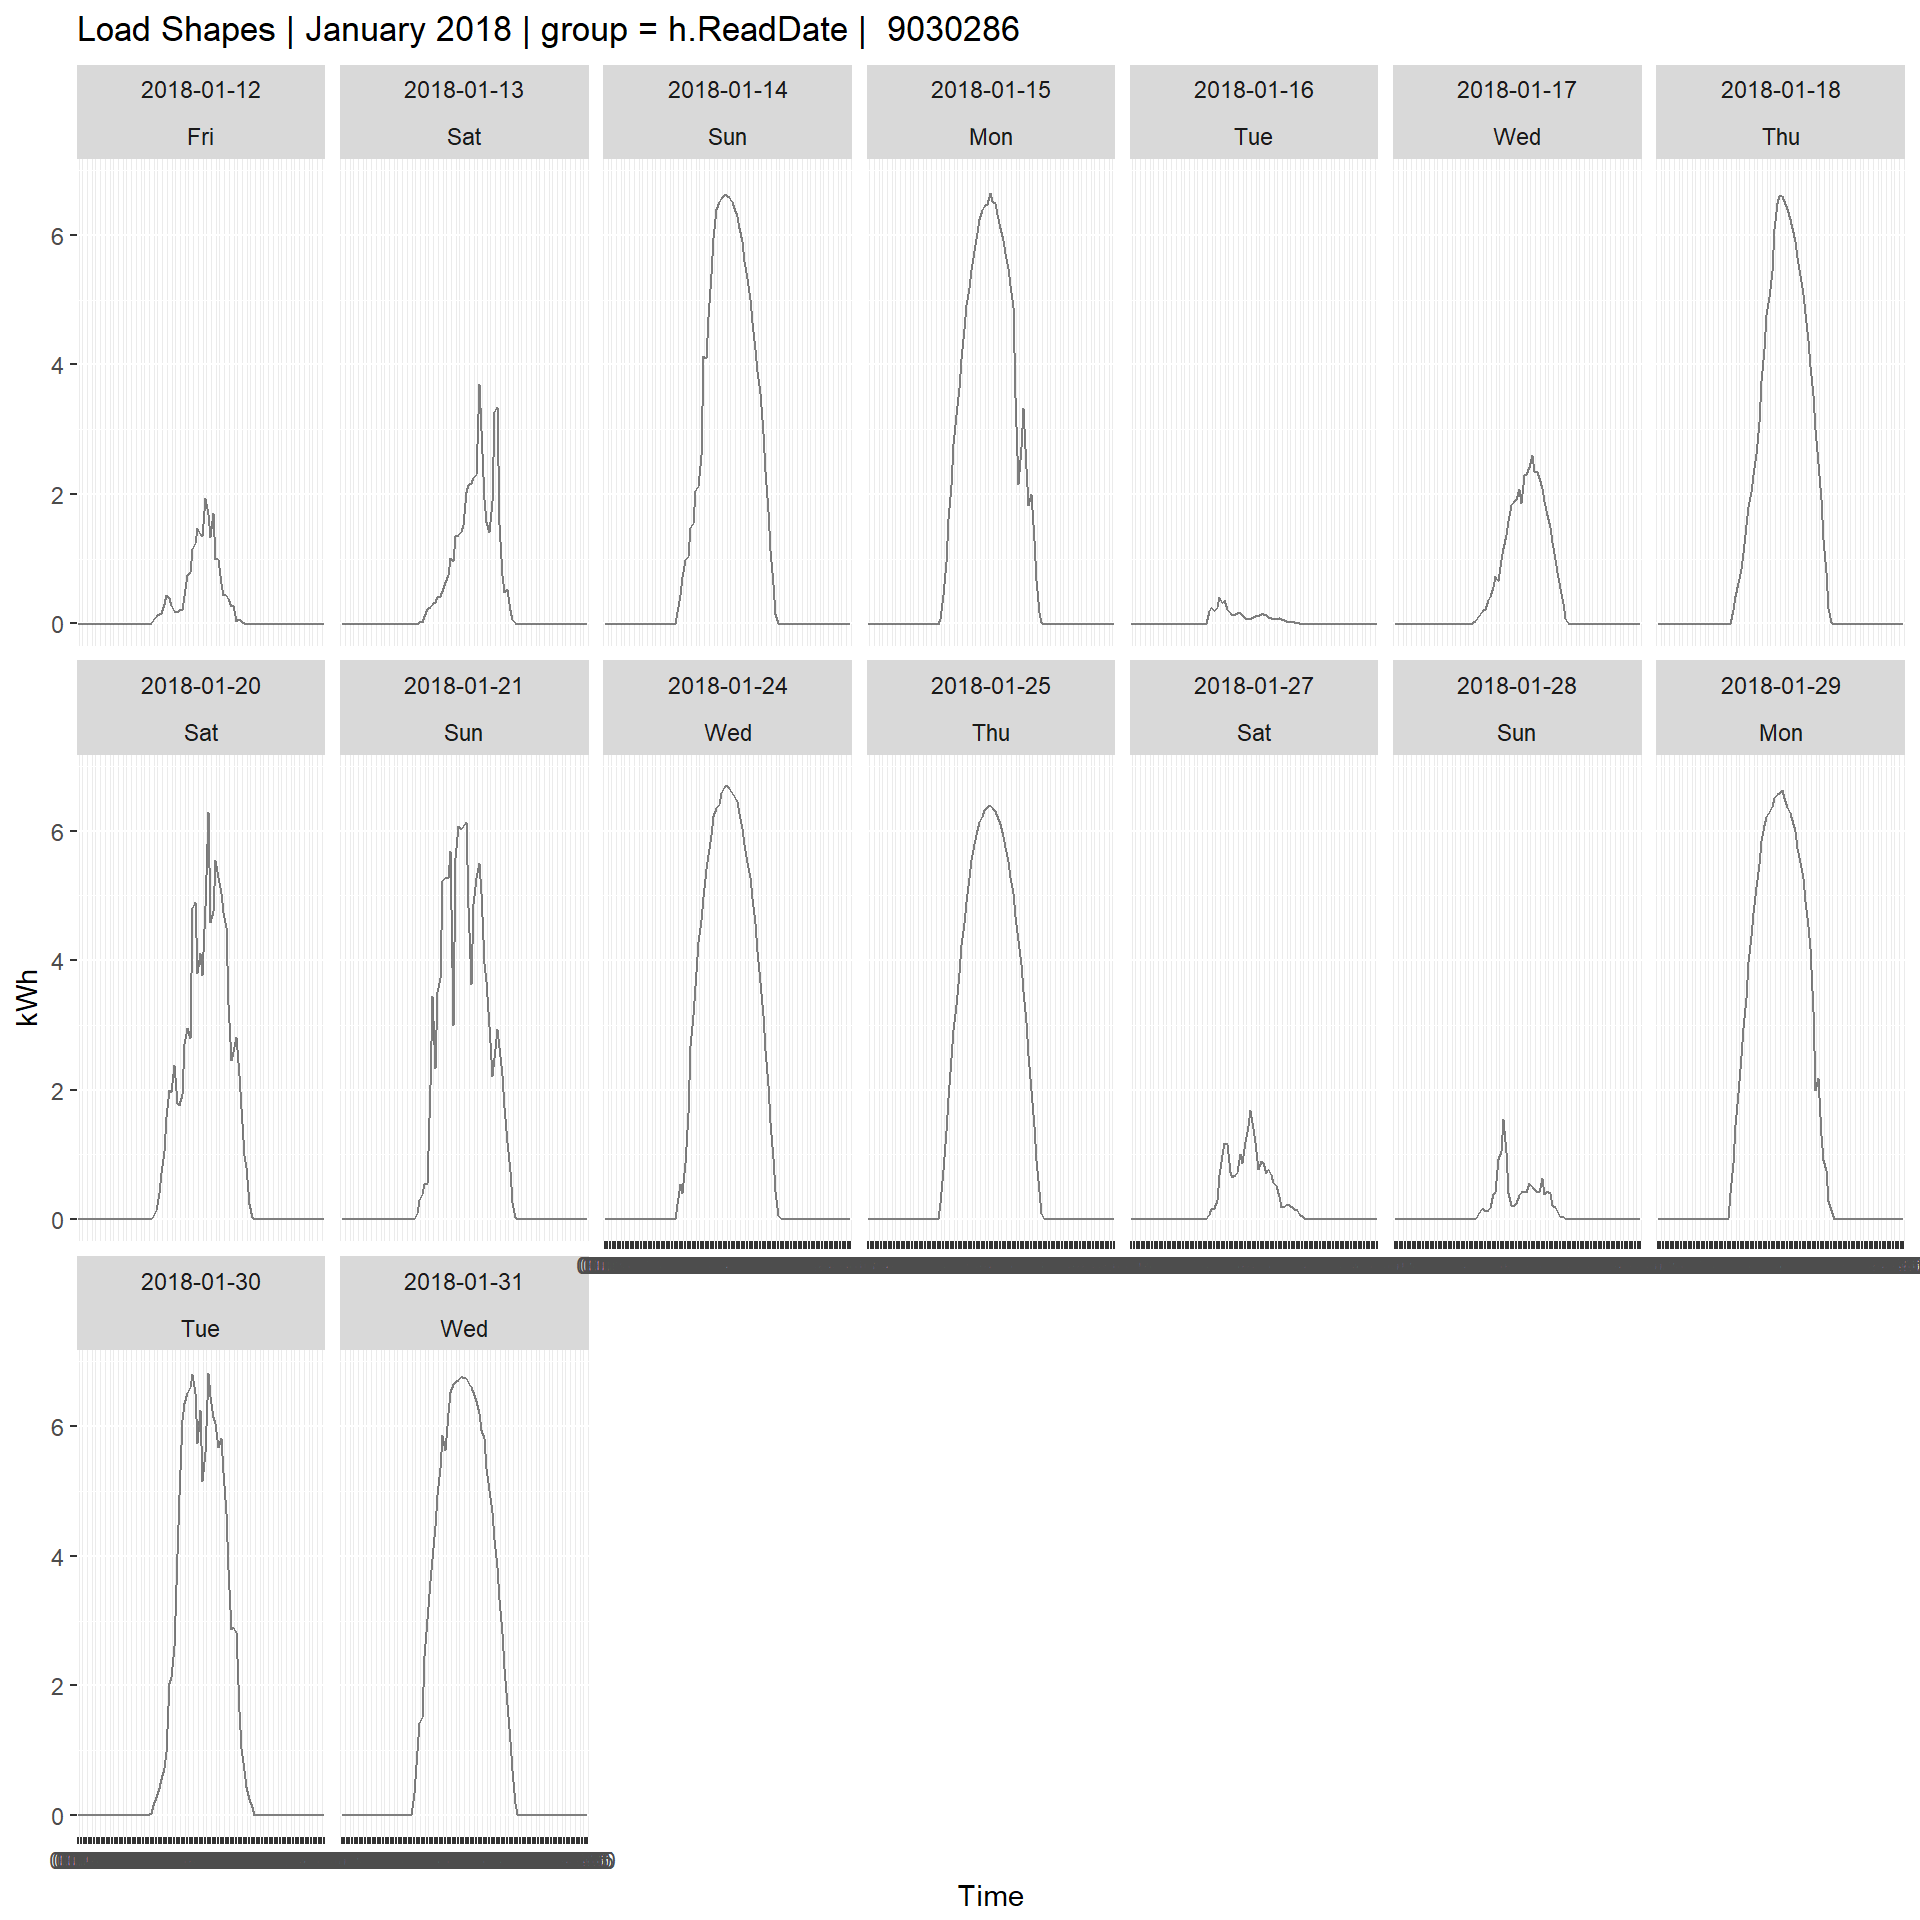 Load Shapes | January 2018 | group = h.ReadDate |  9030286
2018-01-12
Fri
2018-01-13
Sat
2018-01-14
Sun
2018-01-15
Mon
2018-01-16
Tue
2018-01-17
Wed
2018-01-18
Thu
6
4
2
0
2018-01-20
Sat
2018-01-21
Sun
2018-01-24
Wed
2018-01-25
Thu
2018-01-27
Sat
2018-01-28
Sun
2018-01-29
Mon
6
4
2
0
kWh
2018-01-30
Tue
2018-01-31
Wed
6
4
2
0
Time